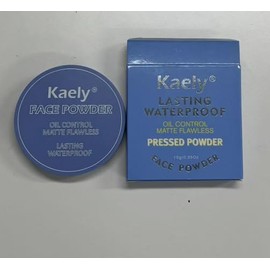 Kaely®
FACE POWDER
OIL CONTROL
MATTE FLAWLESS
LASTING
WATERPROOF
Kaely®
LASTING
WATERPROOF
OIL CONTROL
MATTE FLAWLESS
PRESSED POWDER
FACE POWDER